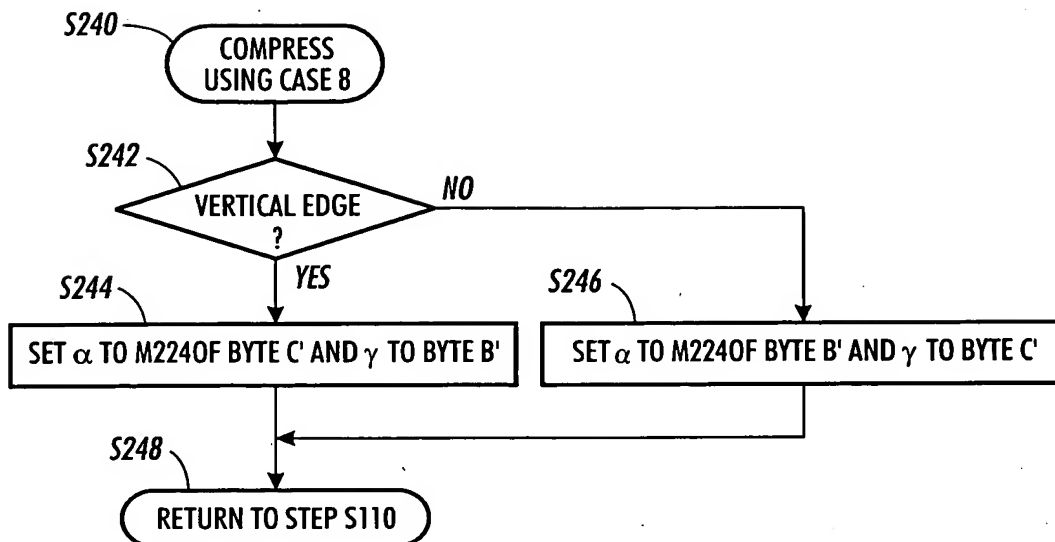 S240
COMPRESS
USING CASE 8
S242
VERTICAL EDGE
?
NO
YES
S244
SET α TO M224OF BYTE C' AND γ TO BYTE B'
S246
SET α TO M224OF BYTE B' AND γ TO BYTE C'
S248
RETURN TO STEP S110